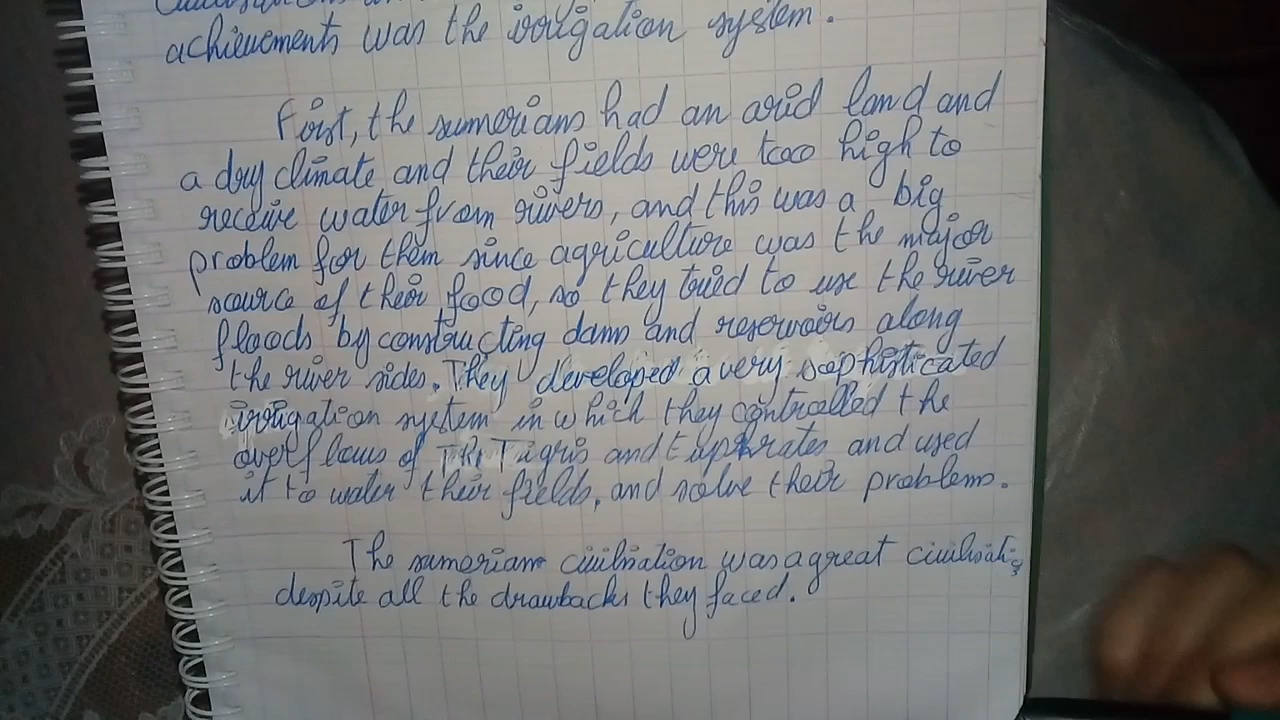 achievements was the irrigation system.
First, the sumerians had an arid land and
a dry climate and their fields were too high to
receive water from rivers, and this was a big
problem for them since agriculture was the major
source of their food, so they tried to use the river
floods by constructing dams and reservoirs along
the river sides. They developed a very sophisticated
irrigation system in which they controlled the
overflows of The Tigris and Euphrates and used
it to water their fields, and solve their problems.
The sumerian civilisation was a great
despite all the drawbacks they faced.